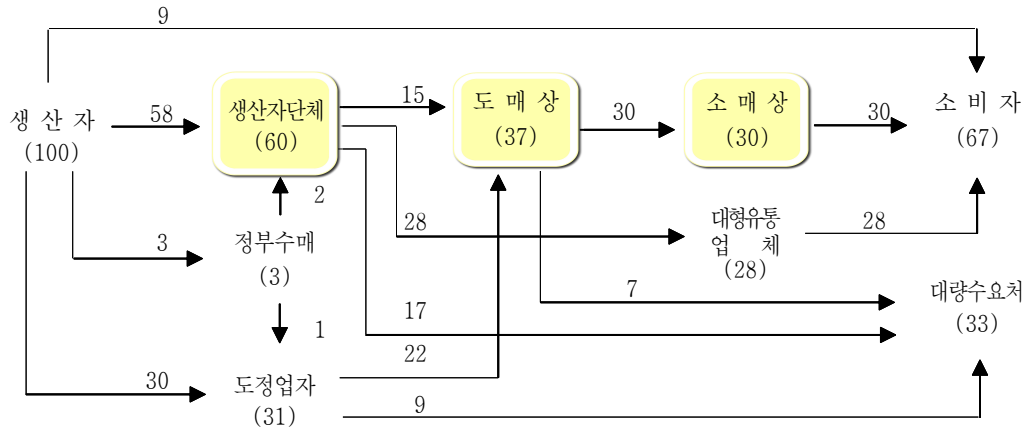 9
생 산 자
(100)
58
생산자단체
(60)
15
도 매 상
(37)
30
소 매 상
(30)
30
소 비 자
(67)
2
3
정부수매
(3)
28
대형유통
업 체
(28)
28
7
대량수요처
(33)
17
1
22
30
도정업자
(31)
9